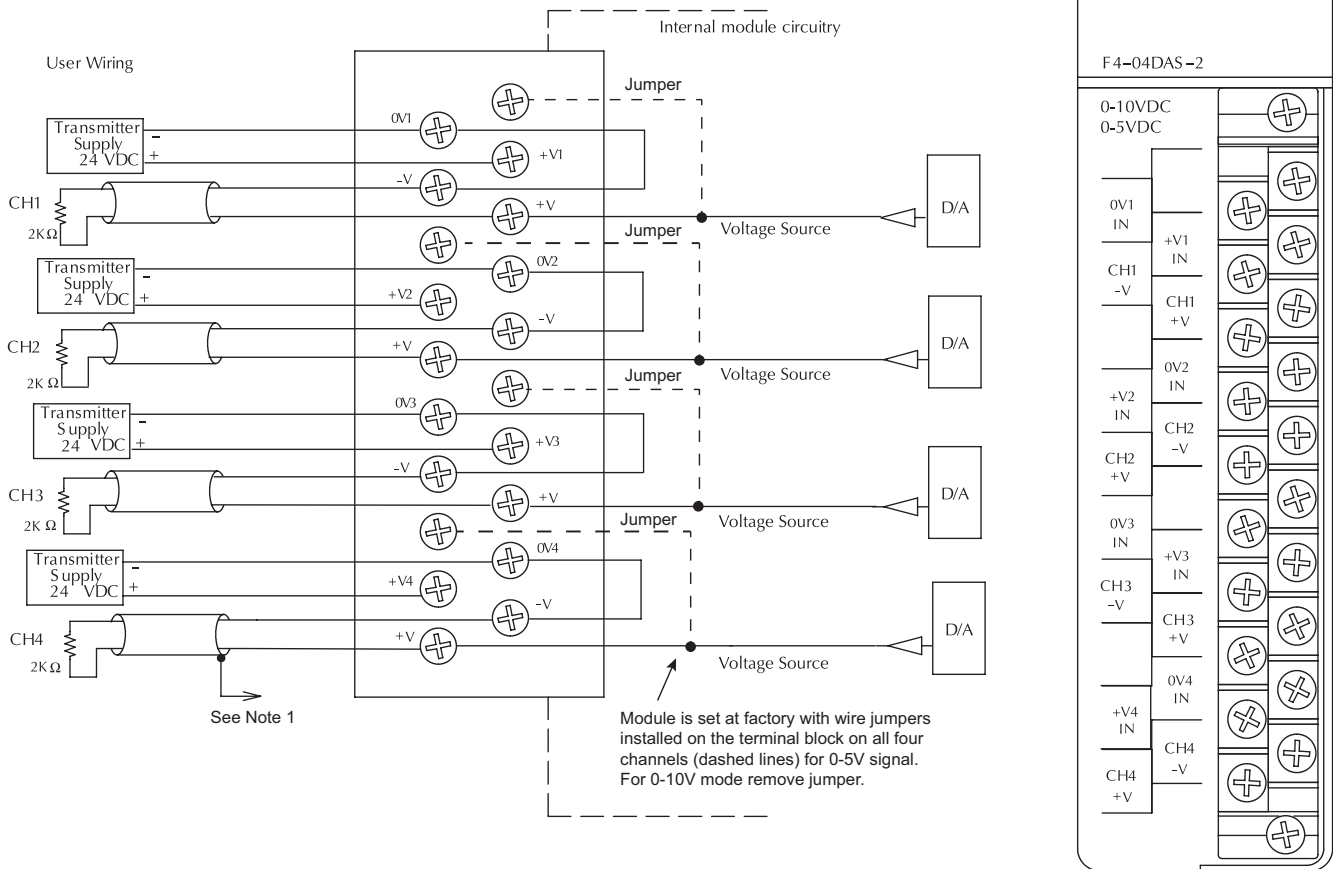 Internal module circuitry
User Wiring
Jumper
0V1
Transmitter
Supply
24 VDC
-
+
+V1
-V
CH1
2KΩ
+V
Voltage Source
D/A
Jumper
Transmitter
Supply
24 VDC
-
+
0V2
+V2
-V
CH2
2KΩ
+V
Voltage Source
D/A
Jumper
Transmitter
Supply
24 VDC
-
+
0V3
+V3
-V
CH3
2KΩ
+V
Voltage Source
D/A
Jumper
Transmitter
Supply
24 VDC
-
+
0V4
+V4
-V
CH4
2KΩ
+V
Voltage Source
D/A
See Note 1
Module is set at factory with wire jumpers
installed on the terminal block on all four
channels (dashed lines) for 0-5V signal.
For 0-10V mode remove jumper.
F4-04DAS-2
0-10VDC
0-5VDC
0V1
IN
+V1
IN
CH1
-V
CH1
+V
0V2
IN
+V2
IN
CH2
-V
CH2
+V
0V3
IN
+V3
IN
CH3
-V
CH3
+V
0V4
IN
+V4
IN
CH4
-V
CH4
+V